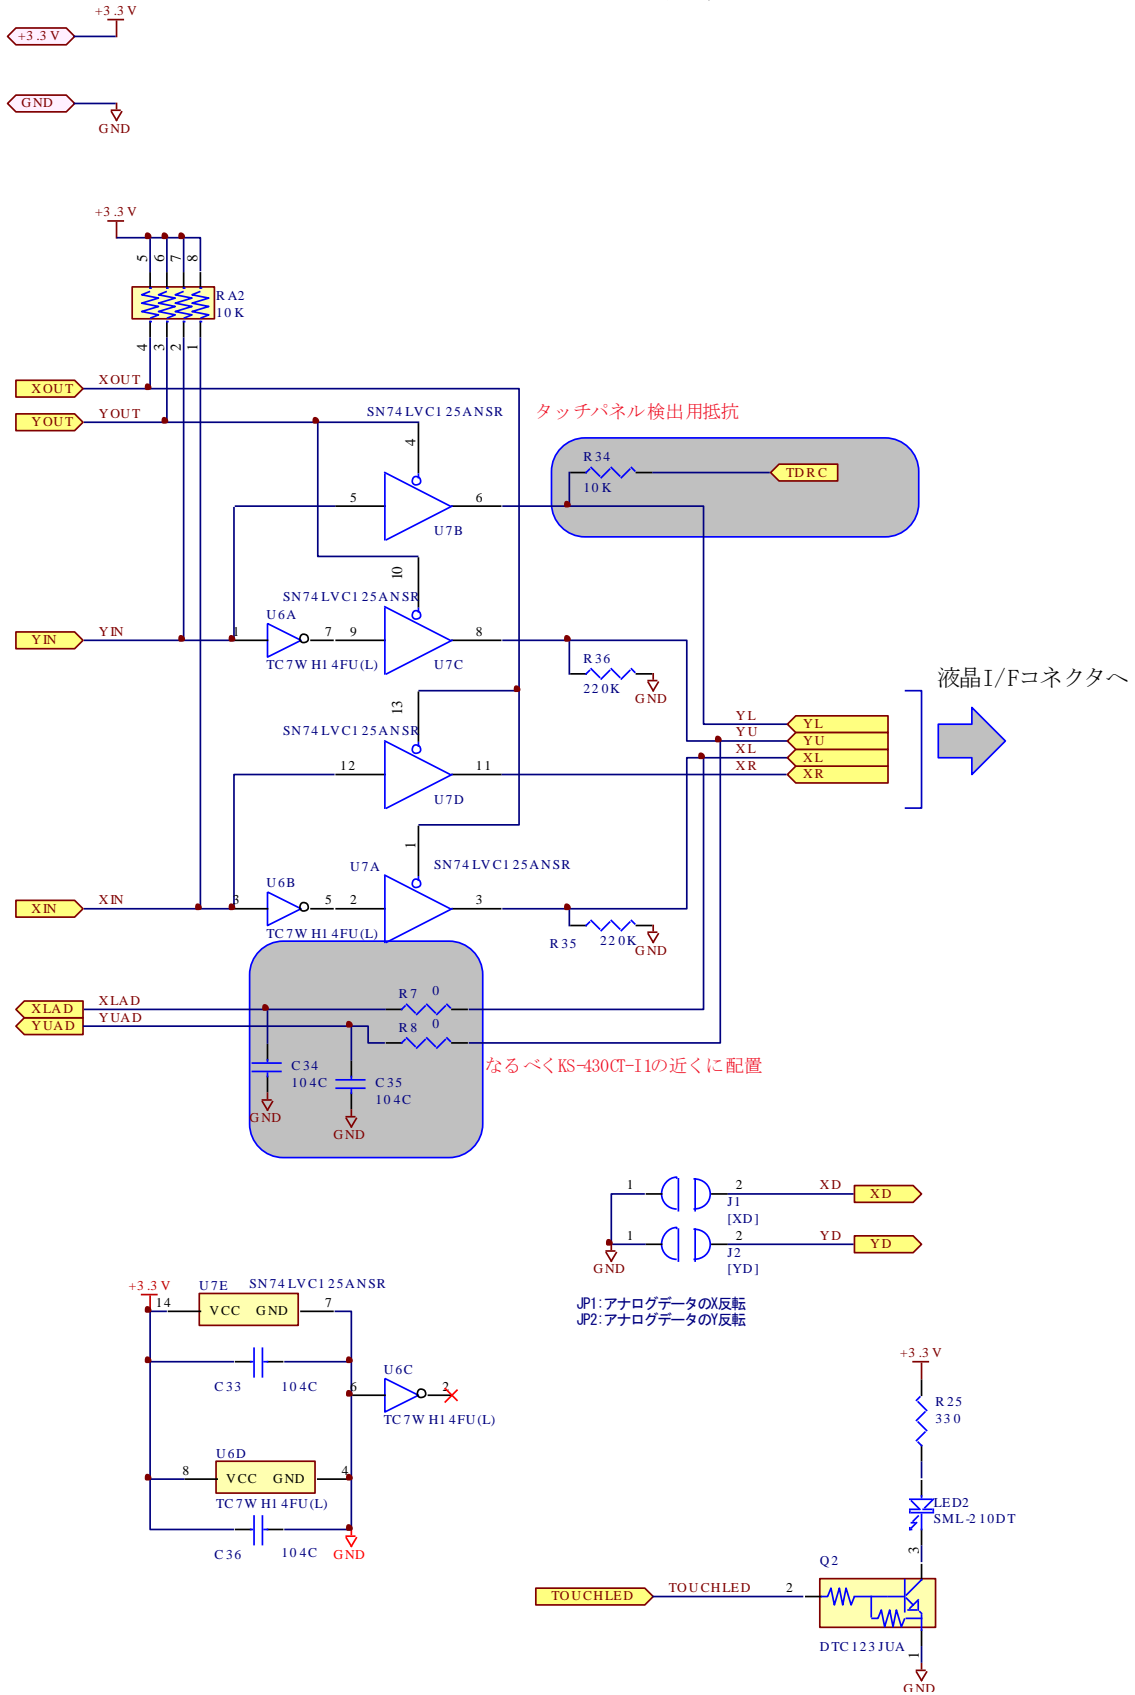 +3.3V
+3.3V
GND
GND
+3.3V
5 6 7 8
RA2
10K
4 3 2 1
XOUT XOUT
YOUT YOUT
SN74LVC125ANSR
4
5 6
U7B
タッチパネル検出用抵抗
R34
10K
TDRC
10
SN74LVC125ANSR
U6A
YIN YIN
1 7 9 8
TC7WH14FU(L)
U7C
R36
220K
GND
13
SN74LVC125ANSR
12 11
U7D
液晶I/Fコネクタへ
YL YL
YU YU
XL XL
XR XR
1
U7A
SN74LVC125ANSR
U6B
XIN XIN
3 5 2 3
TC7WH14FU(L)
R35
220K
GND
XLAD XLAD
YUAD YUAD
R7 0
R8 0
C34
104C
GND
C35
104C
GND
なるべくKS-430CT-I1の近くに配置
1 2
J1
[XD]
XD XD
1 2
J2
[YD]
YD YD
GND
JP1:アナログデータのX反転
JP2:アナログデータのY反転
+3.3V
U7E SN74LVC125ANSR
14 VCC GND 7
C33 104C
U6C
6 2
TC7WH14FU(L)
U6D
8 VCC GND 4
TC7WH14FU(L)
C36 104C
GND
+3.3V
R25
330
LED2
SML-210DT
3
Q2
TOUCHLED TOUCHLED 2
DTC123JUA
1
GND